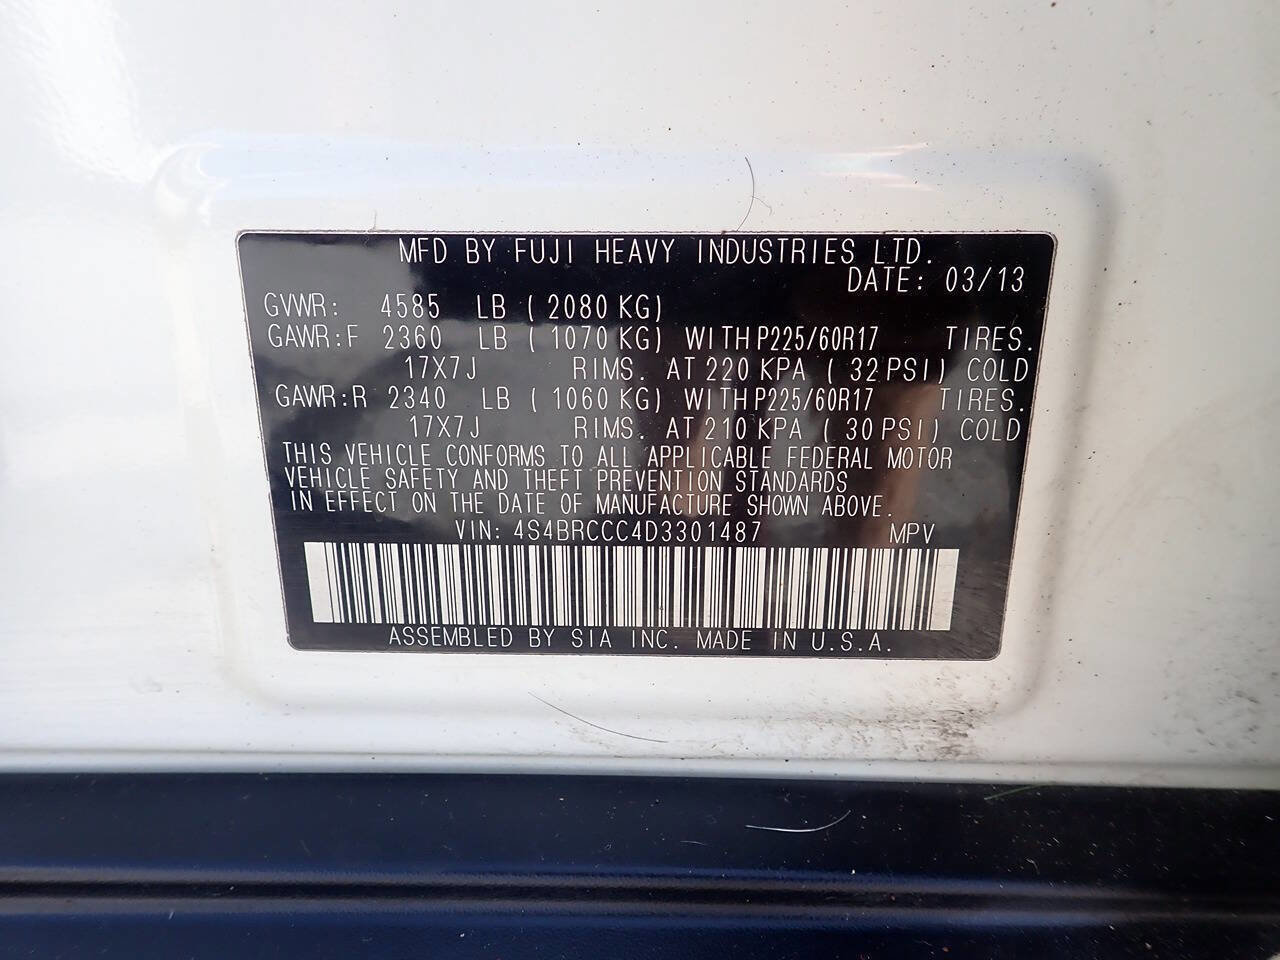 MFD BY FUJI HEAVY INDUSTRIES LTD.
DATE: 03/13
GVWR: 4585 LB ( 2080 KG)
GAWR:F 2360 LB ( 1070 KG) WITH P225/60R17 TIRES.
17X7J RIMS. AT 220 KPA ( 32 PSI) COLD
GAWR:R 2340 LB ( 1060 KG) WITH P225/60R17 TIRES.
17X7J RIMS. AT 210 KPA ( 30 PSI) COLD
THIS VEHICLE CONFORMS TO ALL APPLICABLE FEDERAL MOTOR
VEHICLE SAFETY AND THEFT PREVENTION STANDARDS
IN EFFECT ON THE DATE OF MANUFACTURE SHOWN ABOVE.
VIN: 4S4BRCCC4D3301487 MPV
ASSEMBLED BY SIA INC. MADE IN U.S.A.